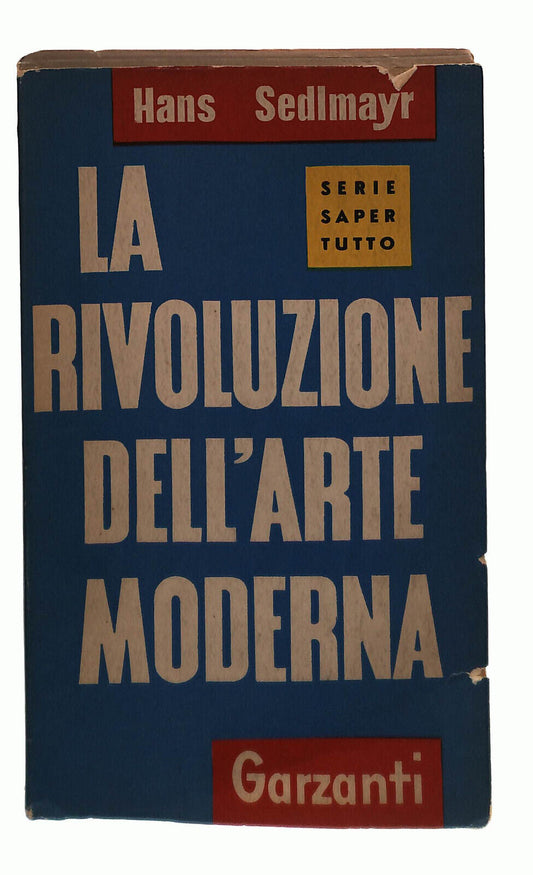 Hans Sedlmayr
LA
SERIE
SAPER
TUTTO
RIVOLUZIONE
DELL'ARTE
MODERNA
Garzanti